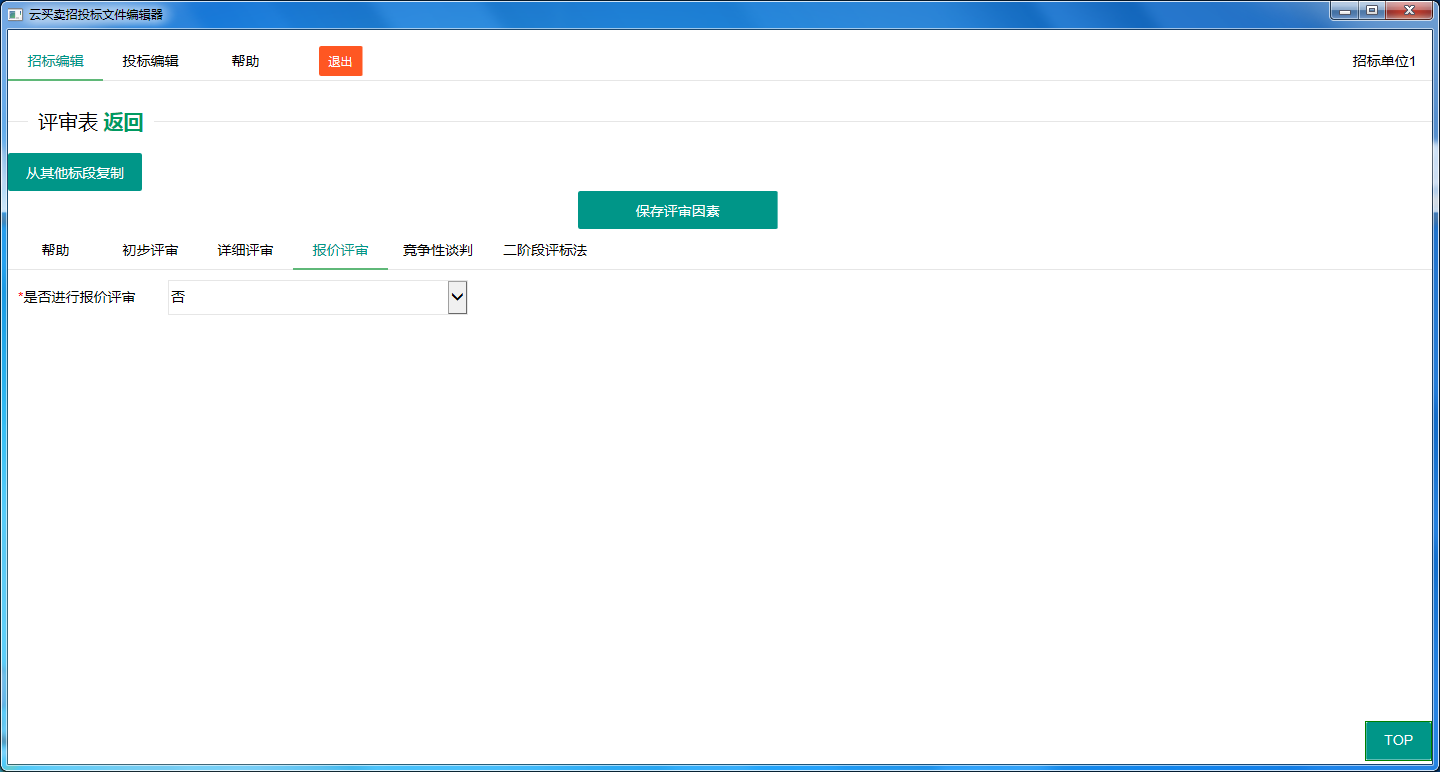 云买卖招投标文件编辑器
招标编辑 投标编辑 帮助 退出 招标单位1
评审表 返回
从其他标段复制
保存评审因素
帮助 初步评审 详细评审 报价评审 竞争性谈判 二阶段评标法
*是否进行报价评审 否
TOP